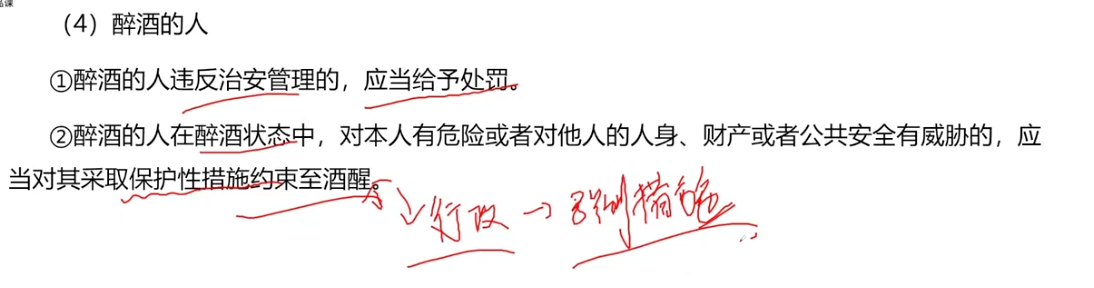 品课
（4）醉酒的人
①醉酒的人违反治安管理的，应当给予处罚。
②醉酒的人在醉酒状态中，对本人有危险或者对他人的人身、财产或者公共安全有威胁的，应
当对其采取保护性措施约束至酒醒。
行政→强制措施